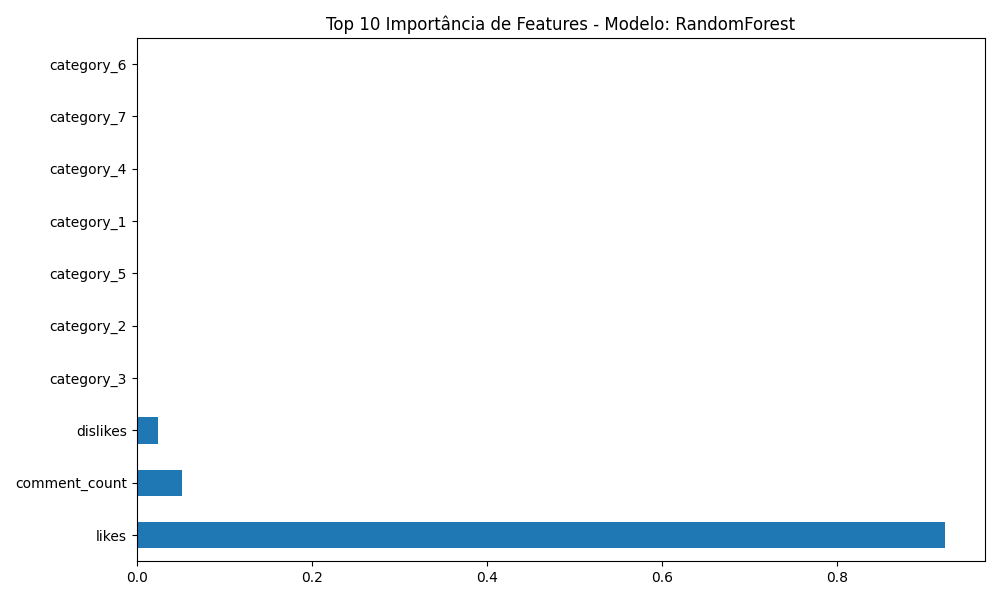 Top 10 Importância de Features - Modelo: RandomForest
category_6
category_7
category_4
category_1
category_5
category_2
category_3
dislikes
comment_count
likes
0.0 0.2 0.4 0.6 0.8